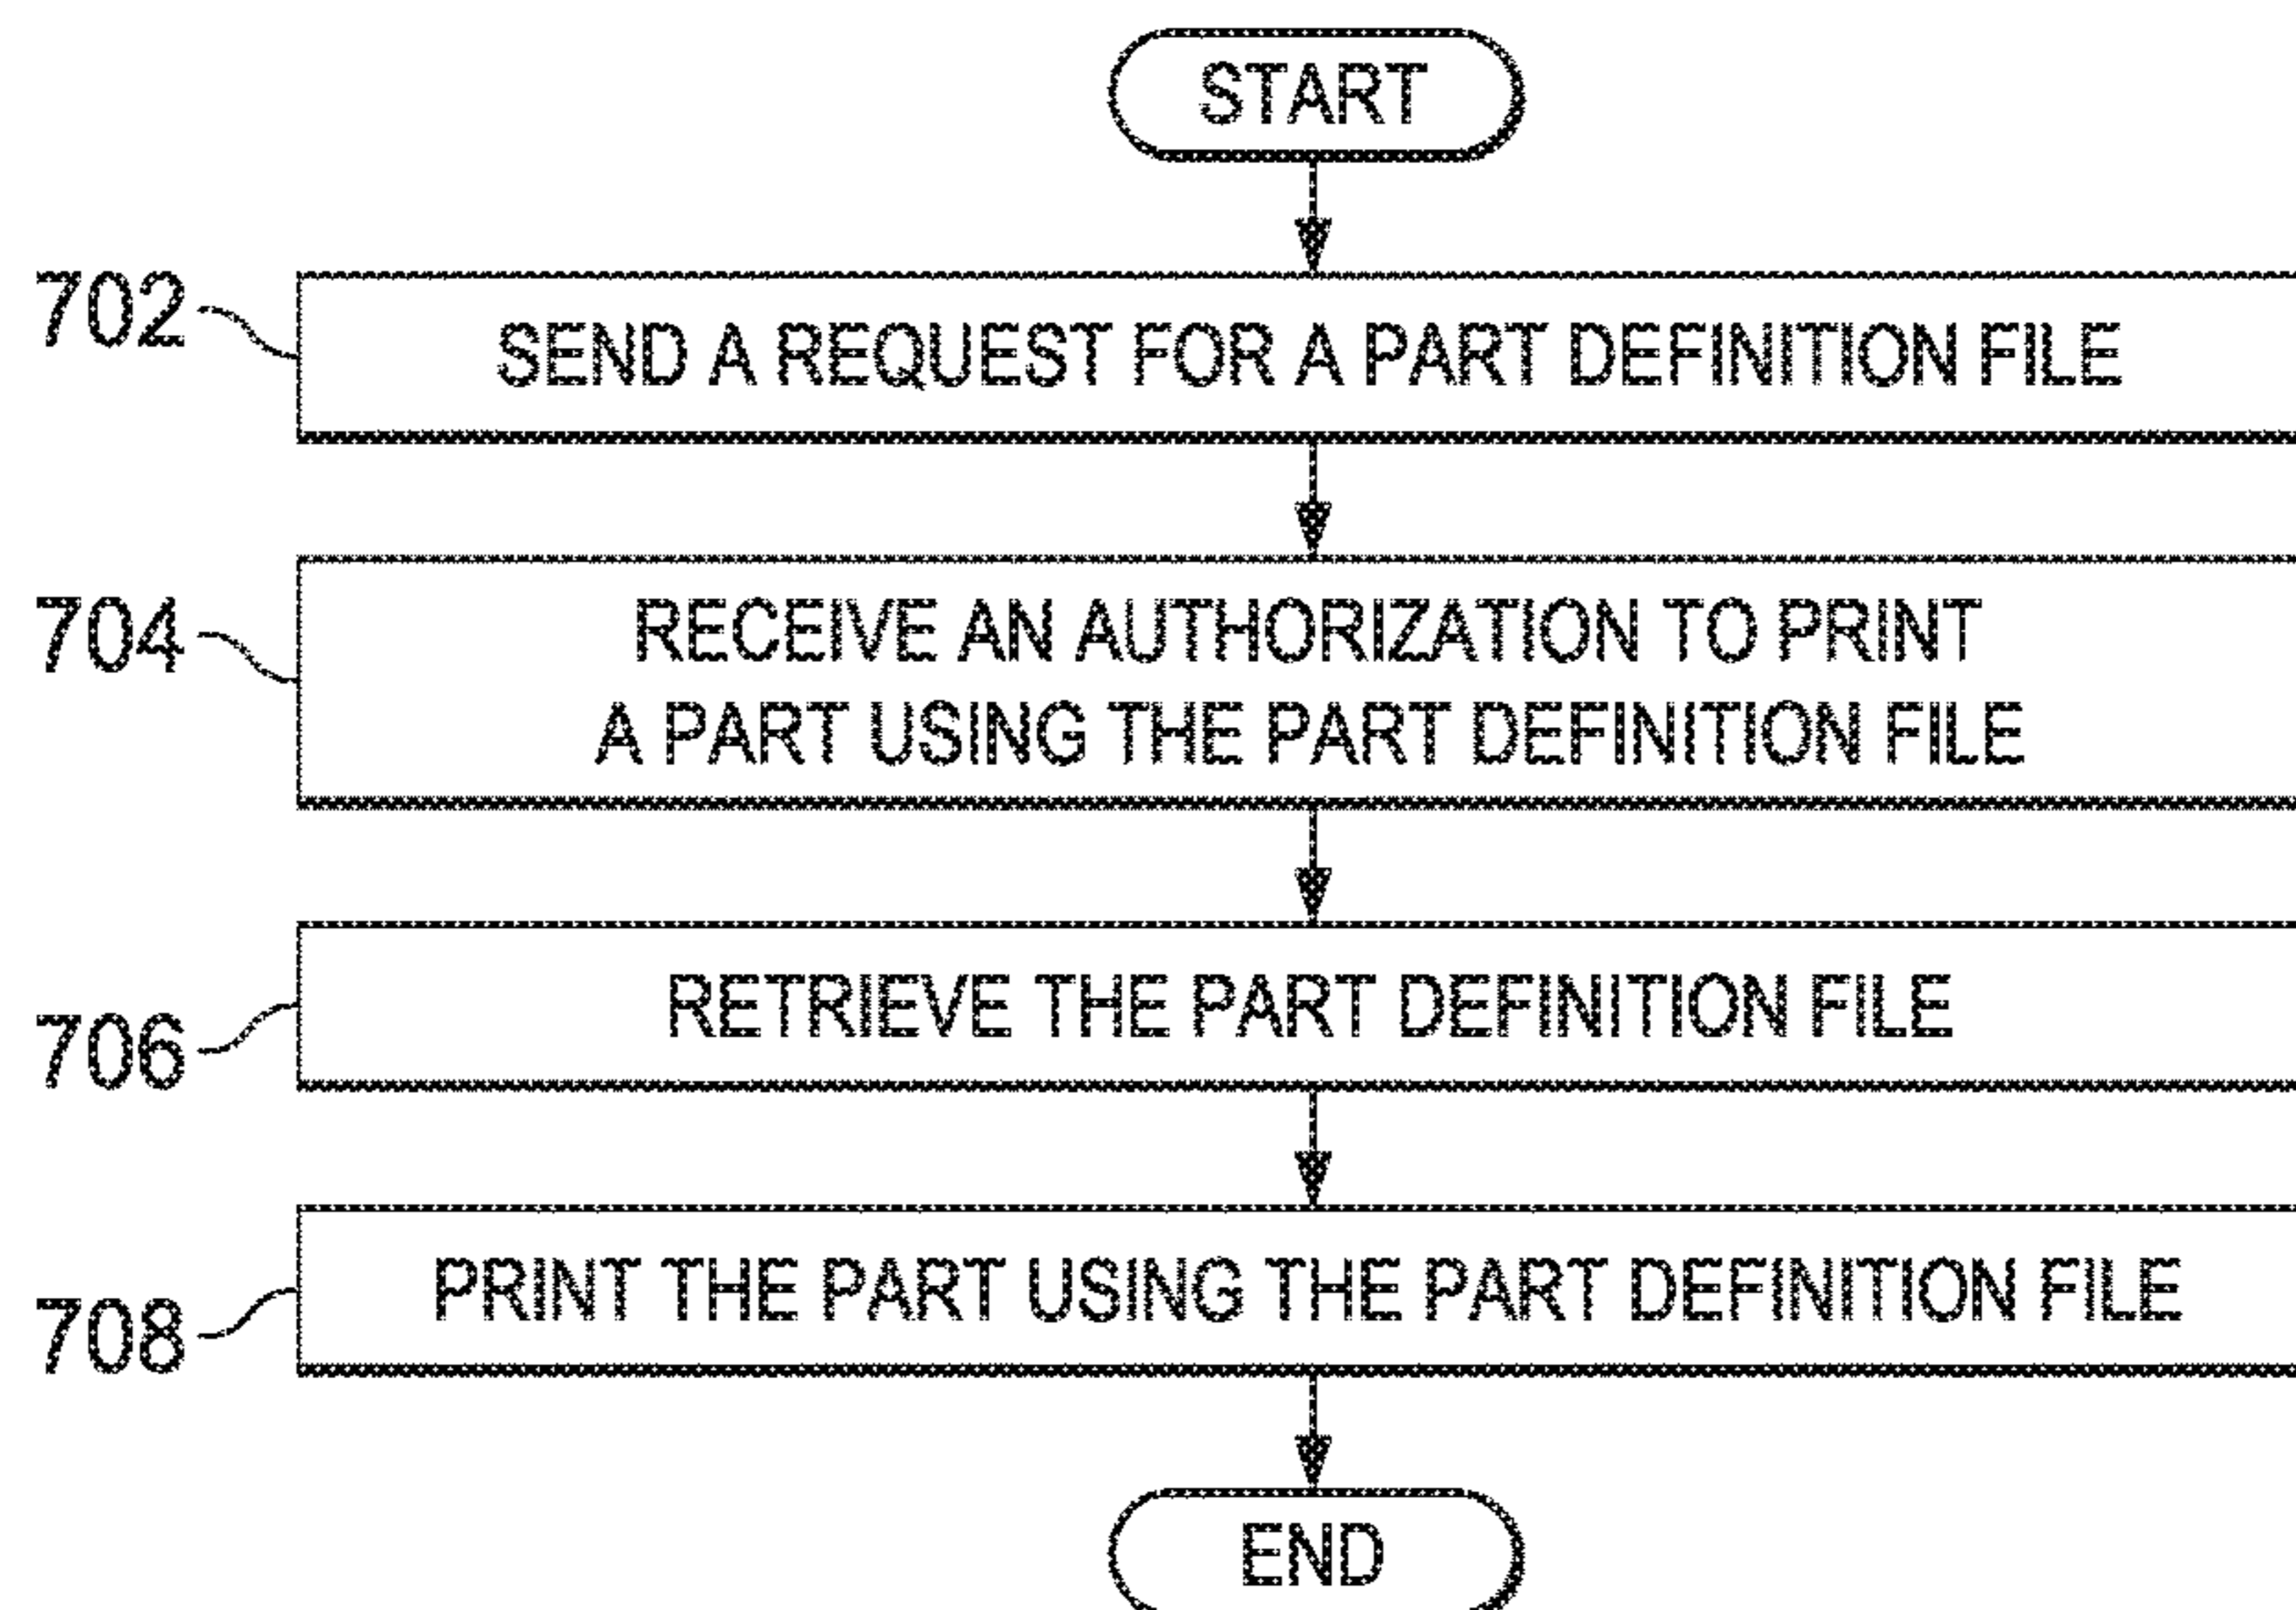 START
702
SEND A REQUEST FOR A PART DEFINITION FILE
704
RECEIVE AN AUTHORIZATION TO PRINT
A PART USING THE PART DEFINITION FILE
706
RETRIEVE THE PART DEFINITION FILE
708
PRINT THE PART USING THE PART DEFINITION FILE
END